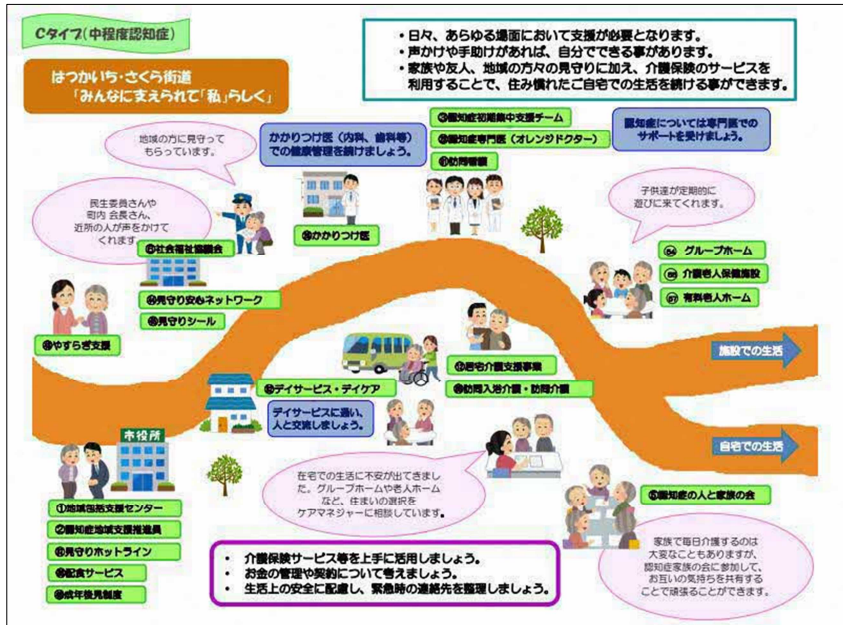 Cタイプ(中程度認知症)
はつかいち・さくら街道
「みんなに支えられて「私」らしく」
・日々、あらゆる場面において支援が必要となります。
・声かけや手助けがあれば、自分でできる事があります。
・家族や友人、地域の方々の見守りに加え、介護保険のサービスを
利用することで、住み慣れたご自宅での生活を続ける事ができます。
地域の方に見守って
もらっています。
かかりつけ医(内科、歯科等)
での健康管理を続けましょう。
認知症初期集中支援チーム
認知症専門医(オレンジドクター)
訪問看護
認知症については専門医での
サポートを受けましょう。
民生委員さんや
町内 会長さん、
近所の人が声をかけて
くれます。
社会福祉協議会
かかりつけ医
子供達が定期的に
遊びに来てくれます。
グループホーム
介護老人保健施設
有料老人ホーム
見守り安心ネットワーク
見守りシール
やすらぎ支援
居宅介護支援事業
訪問入浴介護・訪問介護
デイサービス・デイケア
デイサービスに通い、
人と交流しましょう。
施設での生活
自宅での生活
市役所
①地域包括支援センター
②認知症地域支援推進員
見守りホットライン
配食サービス
成年後見制度
在宅での生活に不安が出てきまし
た。グループホームや老人ホーム
など、住まいの選択を
ケアマネジャーに相談しています。
⑤認知症の人と家族の会
家族で毎日介護するのは
大変なこともありますが、
認知症家族の会に参加して、
お互いの気持ちを共有する
ことで頑張ることができます。
・ 介護保険サービス等を上手に活用しましょう。
・ お金の管理や契約について考えましょう。
・ 生活上の安全に配慮し、緊急時の連絡先を整理しましょう。